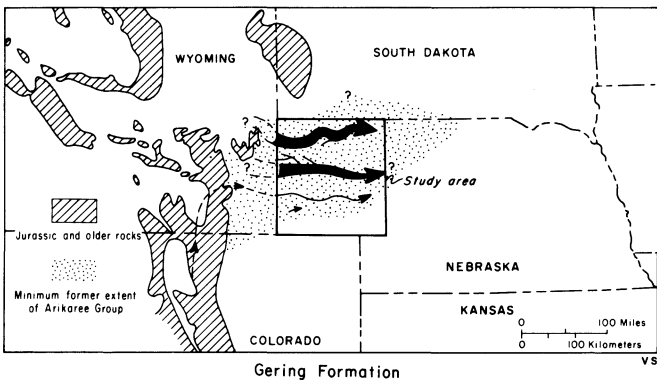 WYOMING
SOUTH DAKOTA
?
?
?
?
Study area
Jurassic and older rocks
Minimum former extent
of Arikaree Group
NEBRASKA
KANSAS
COLORADO
0 100 Miles
0 100 Kilometers
VS
Gering Formation